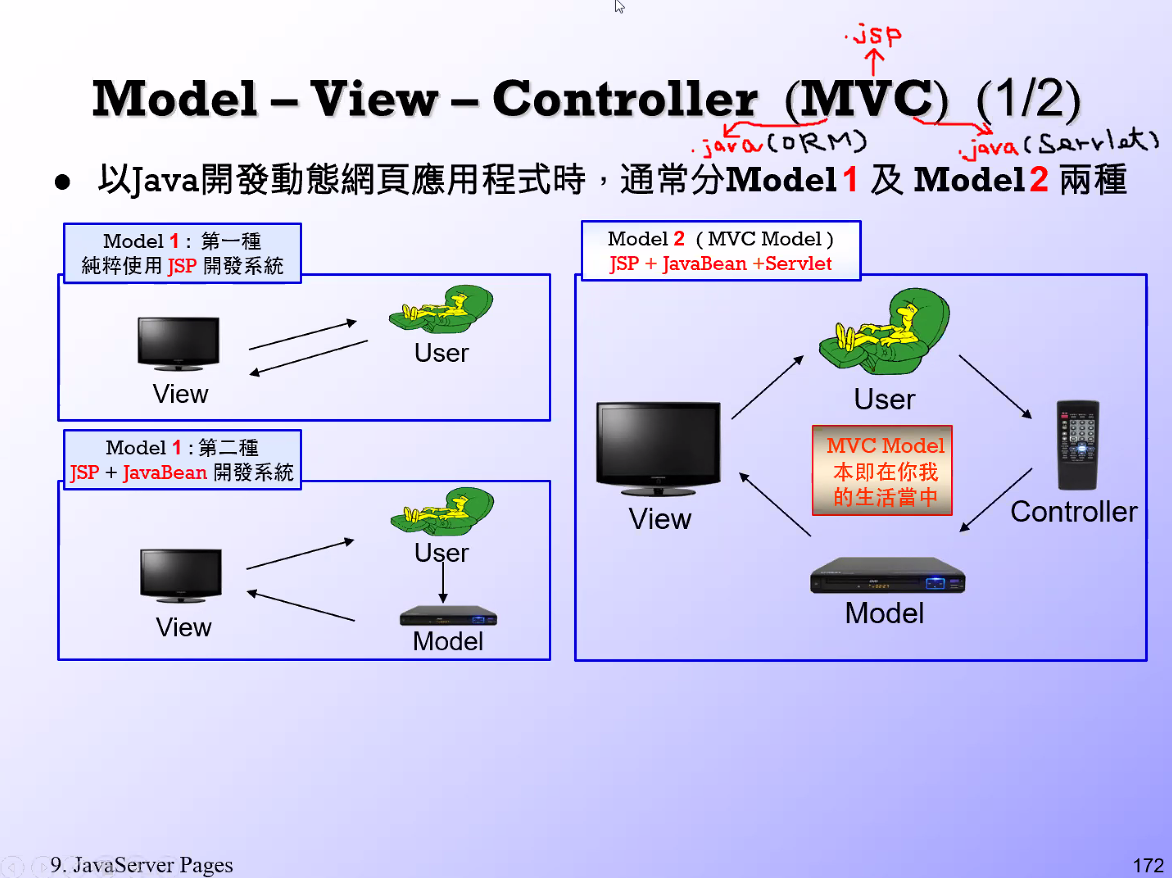 .jsp
Model – View – Controller (MVC) (1/2)
.java(ORM) .java(Servlet)
● 以Java開發動態網頁應用程式時，通常分Model 1 及 Model 2 兩種
Model 1 : 第一種
純粹使用 JSP 開發系統
User
View
Model 1 : 第二種
JSP + JavaBean 開發系統
User
View
Model
Model 2 ( MVC Model )
JSP + JavaBean +Servlet
User
MVC Model
本即在你我
的生活當中
View
Controller
Model
9. JavaServer Pages
172